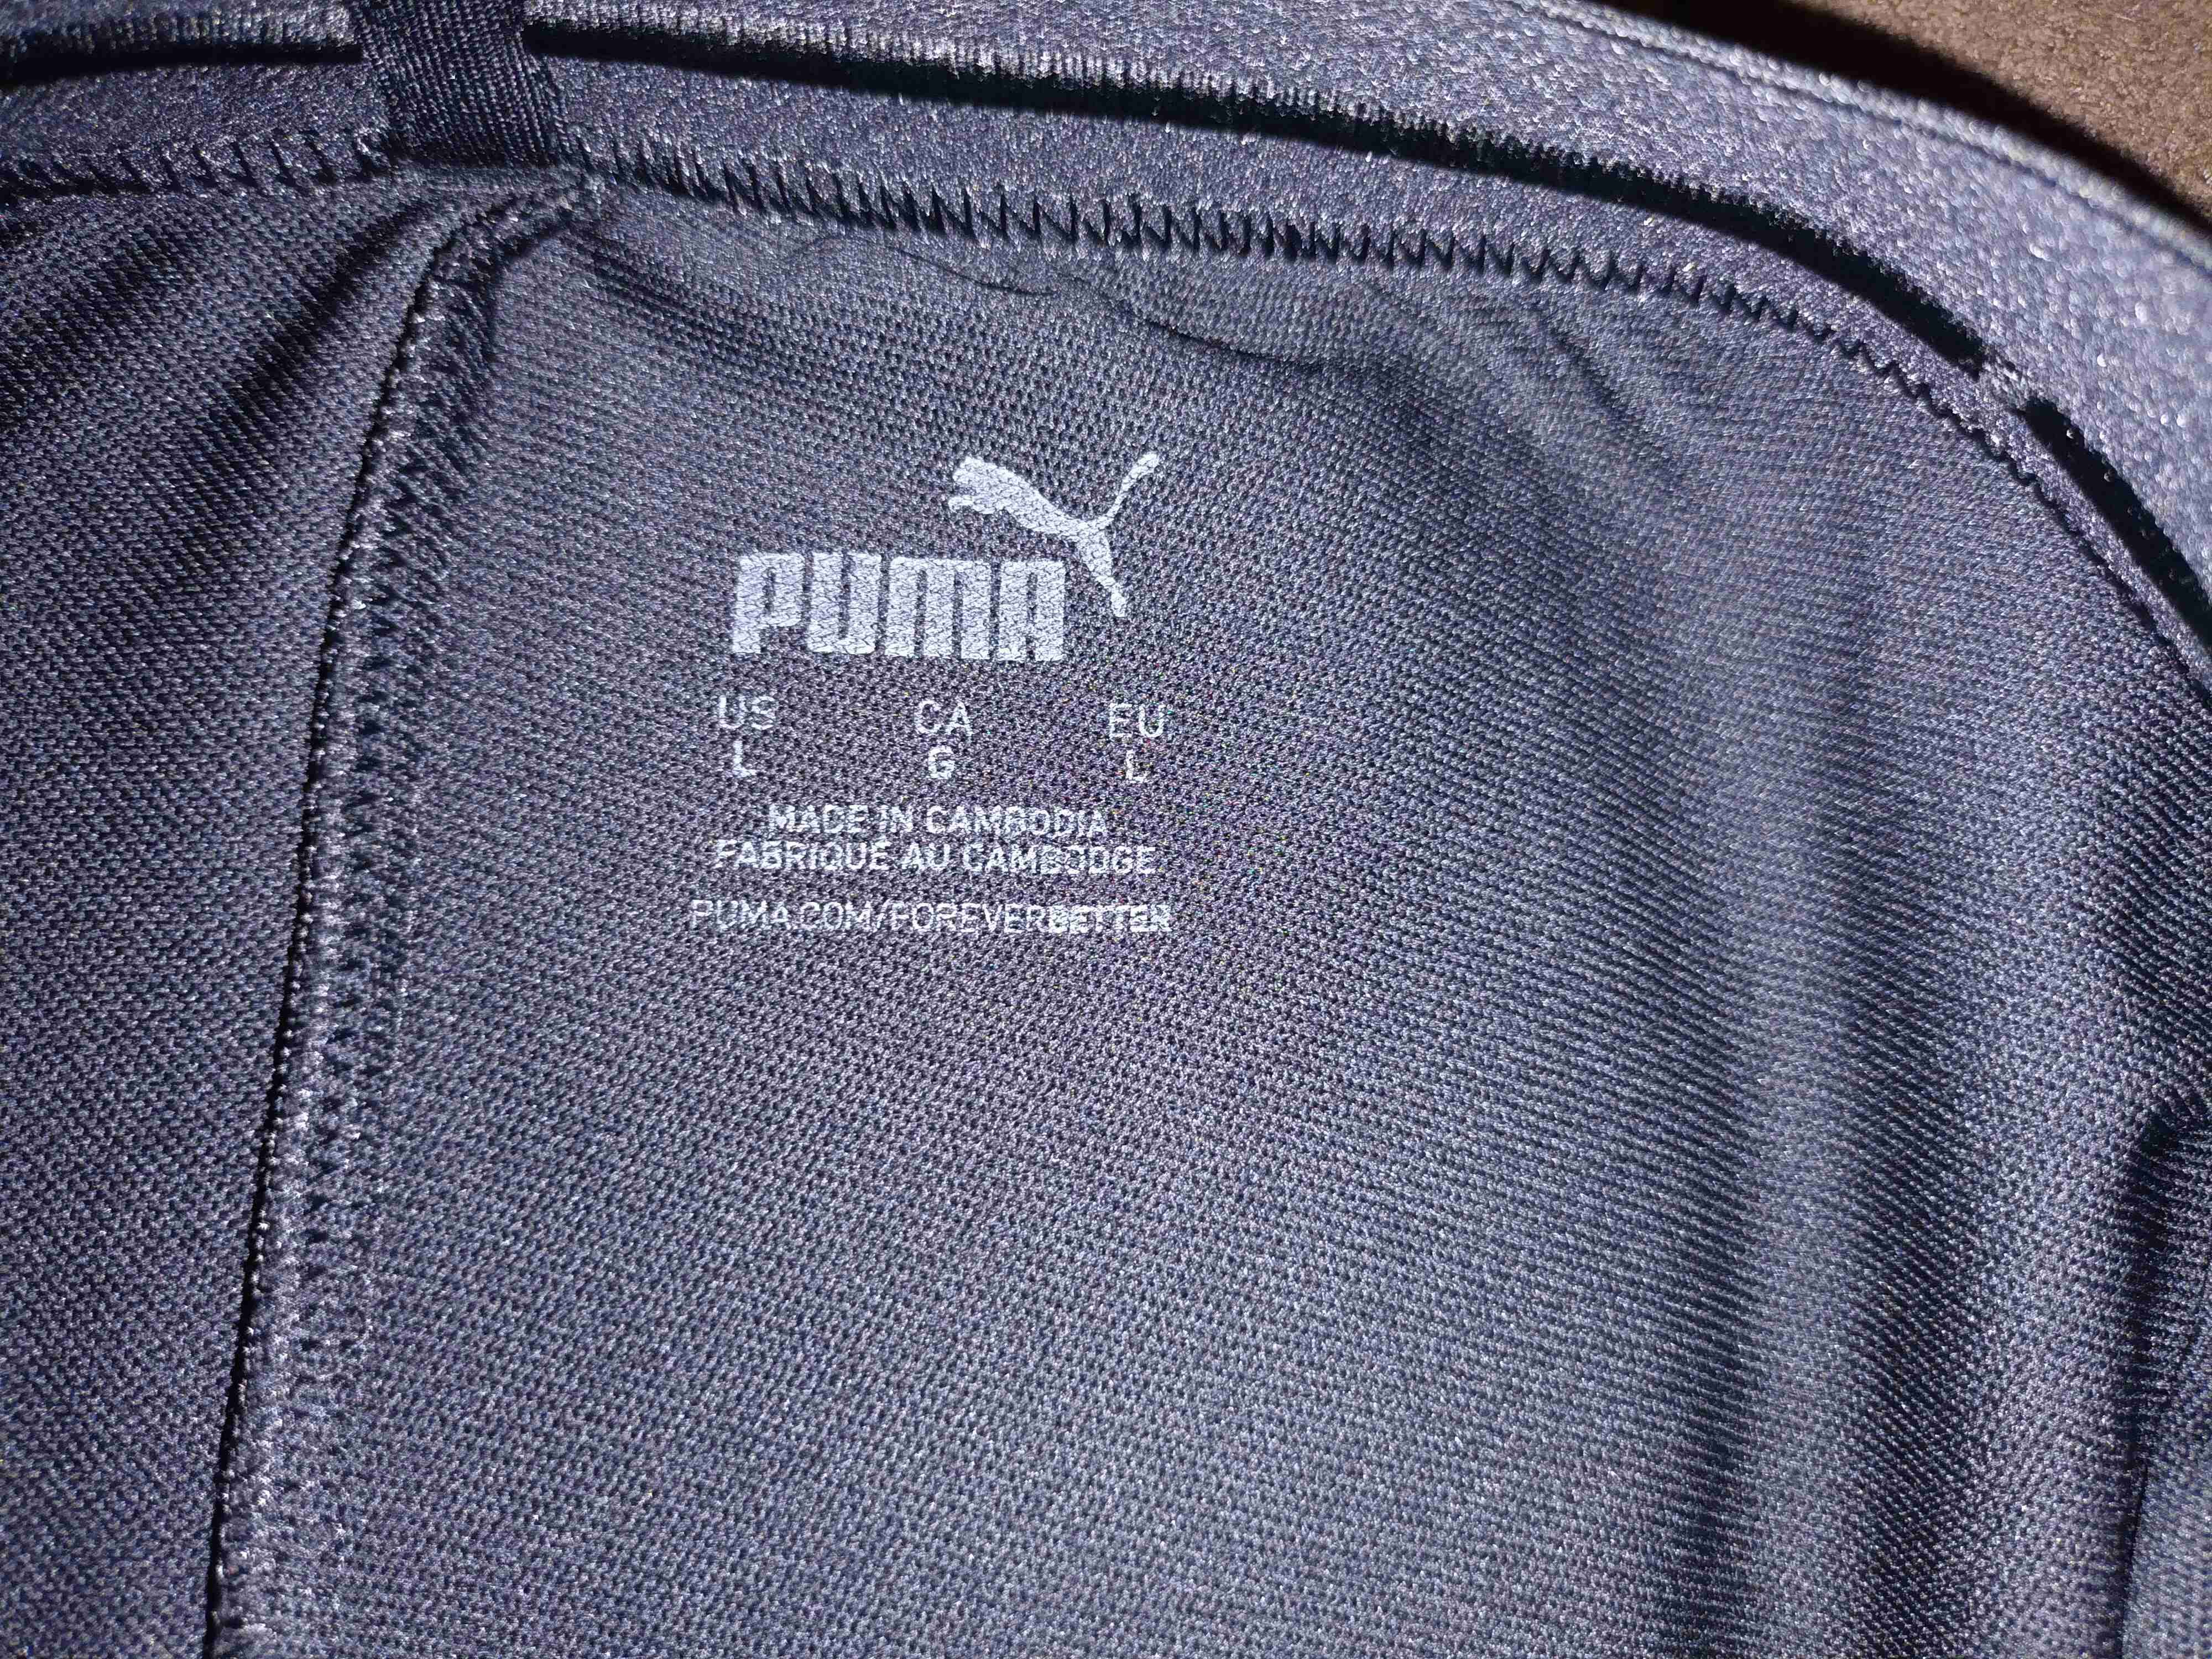 PUMA
US CA EU
L G L
MADE IN CAMBODIA
FABRIQUÉ AU CAMBODGE
PUMA.COM/FOREVERBETTER